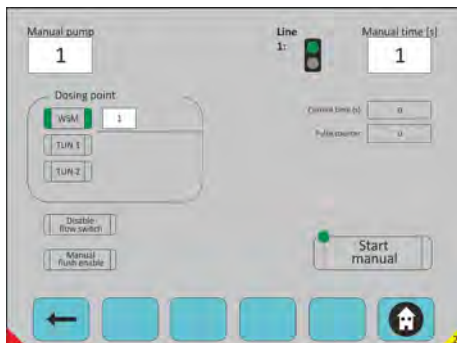 Manual pump
1
Line
1:
Manual time [s]
1
Dosing point
WSM
1
TUN 1
TUN 2
Current time (s)
0
Pulse counter
0
Disable
flow switch
Manual
flush enable
Start
manual
2